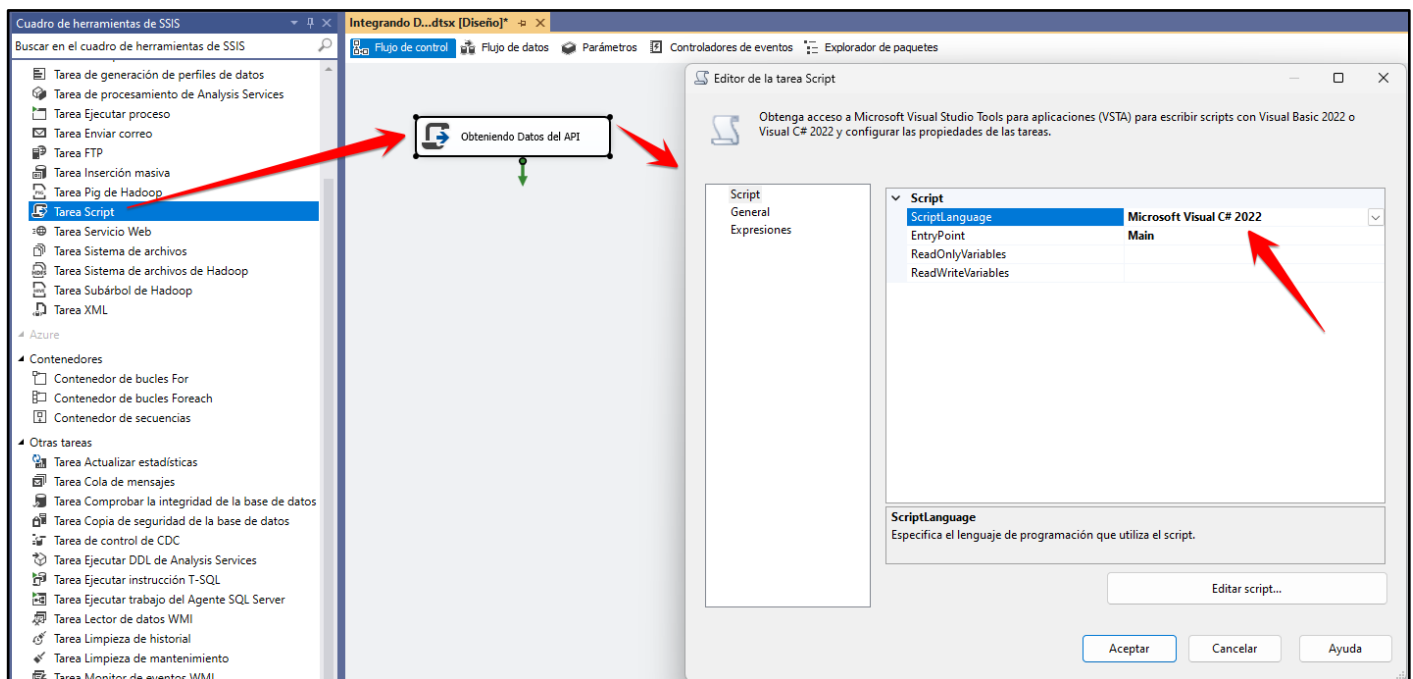 Cuadro de herramientas de SSIS
Buscar en el cuadro de herramientas de SSIS
Tarea de generación de perfiles de datos
Tarea de procesamiento de Analysis Services
Tarea Ejecutar proceso
Tarea Enviar correo
Tarea FTP
Tarea Inserción masiva
Tarea Pig de Hadoop
Tarea Script
Tarea Servicio Web
Tarea Sistema de archivos
Tarea Sistema de archivos de Hadoop
Tarea Subárbol de Hadoop
Tarea XML
Azure
Contenedores
Contenedor de bucles For
Contenedor de bucles Foreach
Contenedor de secuencias
Otras tareas
Tarea Actualizar estadísticas
Tarea Cola de mensajes
Tarea Comprobar la integridad de la base de datos
Tarea Copia de seguridad de la base de datos
Tarea de control de CDC
Tarea Ejecutar DDL de Analysis Services
Tarea Ejecutar instrucción T-SQL
Tarea Ejecutar trabajo del Agente SQL Server
Tarea Lector de datos WMI
Tarea Limpieza de historial
Tarea Limpieza de mantenimiento
Tarea Monitor de eventos WMI
Integrando D...dtsx [Diseño]*
Flujo de control Flujo de datos Parámetros Controladores de eventos Explorador de paquetes
Obteniendo Datos del API
Editor de la tarea Script
Obtenga acceso a Microsoft Visual Studio Tools para aplicaciones (VSTA) para escribir scripts con Visual Basic 2022 o
Visual C# 2022 y configurar las propiedades de las tareas.
Script
General
Expresiones
Script
ScriptLanguage Microsoft Visual C# 2022
EntryPoint Main
ReadOnlyVariables
ReadWriteVariables
ScriptLanguage
Especifica el lenguaje de programación que utiliza el script.
Editar script...
Aceptar Cancelar Ayuda